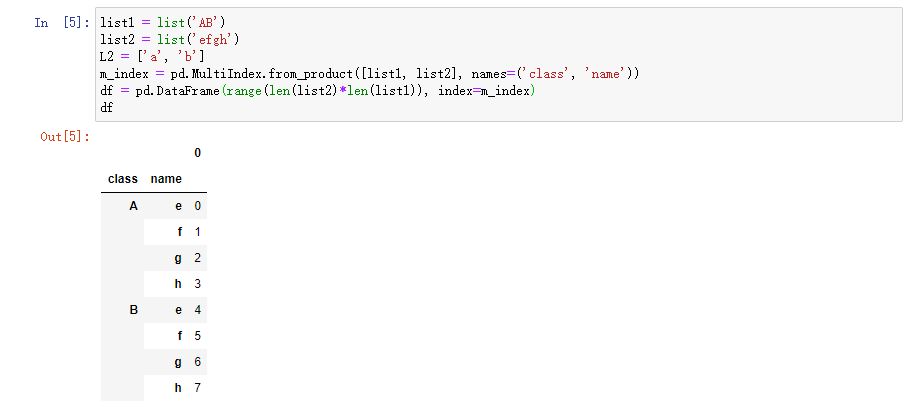 In [5]: list1 = list('AB')
list2 = list('efgh')
L2 = ['a', 'b']
m_index = pd.MultiIndex.from_product([list1, list2], names=('class', 'name'))
df = pd.DataFrame(range(len(list2)*len(list1)), index=m_index)
df
Out[5]:
0
class name
A e 0
f 1
g 2
h 3
B e 4
f 5
g 6
h 7